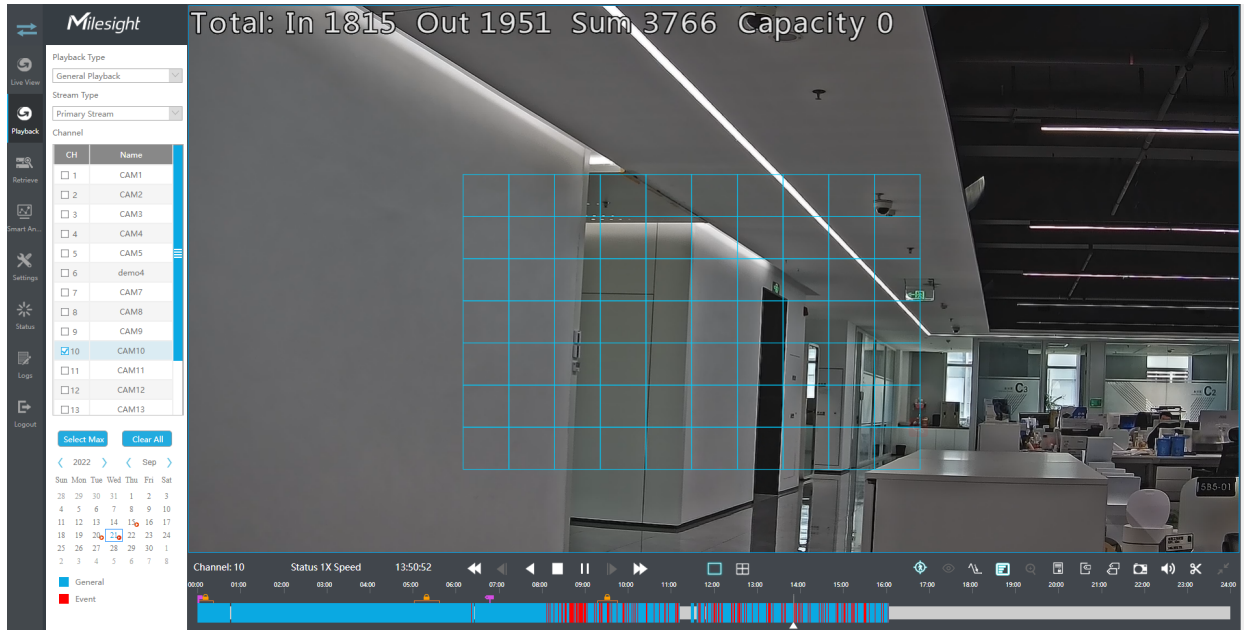 Milesight
Live View
Playback
Retrieve
Smart An...
Settings
Status
Logs
Logout
Playback Type
General Playback
Stream Type
Primary Stream
Channel
CH Name
1 CAM1
2 CAM2
3 CAM3
4 CAM4
5 CAM5
6 demo4
7 CAM7
8 CAM8
9 CAM9
10 CAM10
11 CAM11
12 CAM12
13 CAM13
Select Max Clear All
2022 Sep
Sun Mon Tue Wed Thu Fri Sat
28 29 30 31 1 2 3
4 5 6 7 8 9 10
11 12 13 14 15 16 17
18 19 20 21 22 23 24
25 26 27 28 29 30 1
2 3 4 5 6 7 8
General
Event
Total: In 1815 Out 1951 Sum 3766 Capacity 0
C3
C2
5B5-01
Channel: 10 Status 1X Speed 13:50:52
00:00 01:00 02:00 03:00 04:00 05:00 06:00 07:00 08:00 09:00 10:00 11:00 12:00 13:00 14:00 15:00 16:00 17:00 18:00 19:00 20:00 21:00 22:00 23:00 24:00